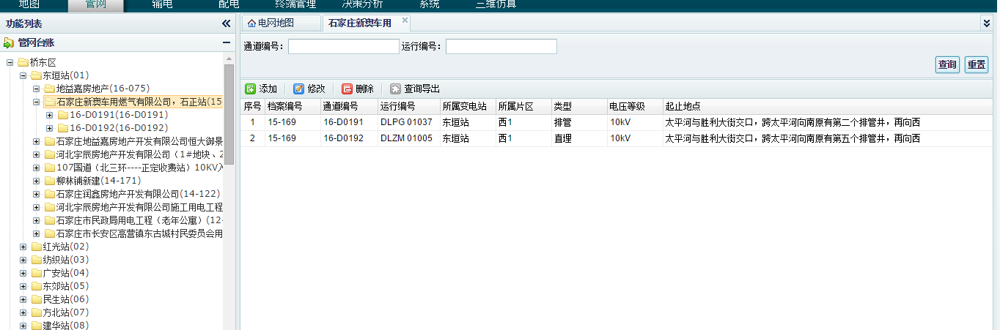 地图 管网 输电 配电 终端管理 决策分析 系统 三维仿真
功能列表
管网台账
桥东区
东垣站(01)
地益嘉房地产(16-075)
石家庄新奥车用燃气有限公司，石正站(15
16-D0191(16-D0191)
16-D0192(16-D0192)
石家庄地益嘉房地产开发有限公司恒大御景
河北宇辰房地产开发有限公司（1#地块、2
107国道（北三环----正定收费站）10KV入
柳林铺新建(14-171)
石家庄润鑫房地产开发有限公司(14-122)
河北宇辰房地产开发有限公司施工用电工程
石家庄市民政局用电工程（老年公寓）(12-
石家庄市长安区高营镇东古城村民委员会用
红光站(02)
纺织站(03)
广安站(04)
东郊站(05)
民生站(06)
方北站(07)
建华站(08)
电网地图 石家庄新奥车用
通道编号： 运行编号：
查询 重置
添加 修改 删除 查询导出
序号 档案编号 通道编号 运行编号 所属变电站 所属片区 类型 电压等级 起止地点
1 15-169 16-D0191 DLPG 01037 东垣站 西1 排管 10kV 太平河与胜利大街交口，跨太平河向南原有第二个排管井，再向西
2 15-169 16-D0192 DLZM 01005 东垣站 西1 直埋 10kV 太平河与胜利大街交口，跨太平河向南原有第五个排管井，再向西